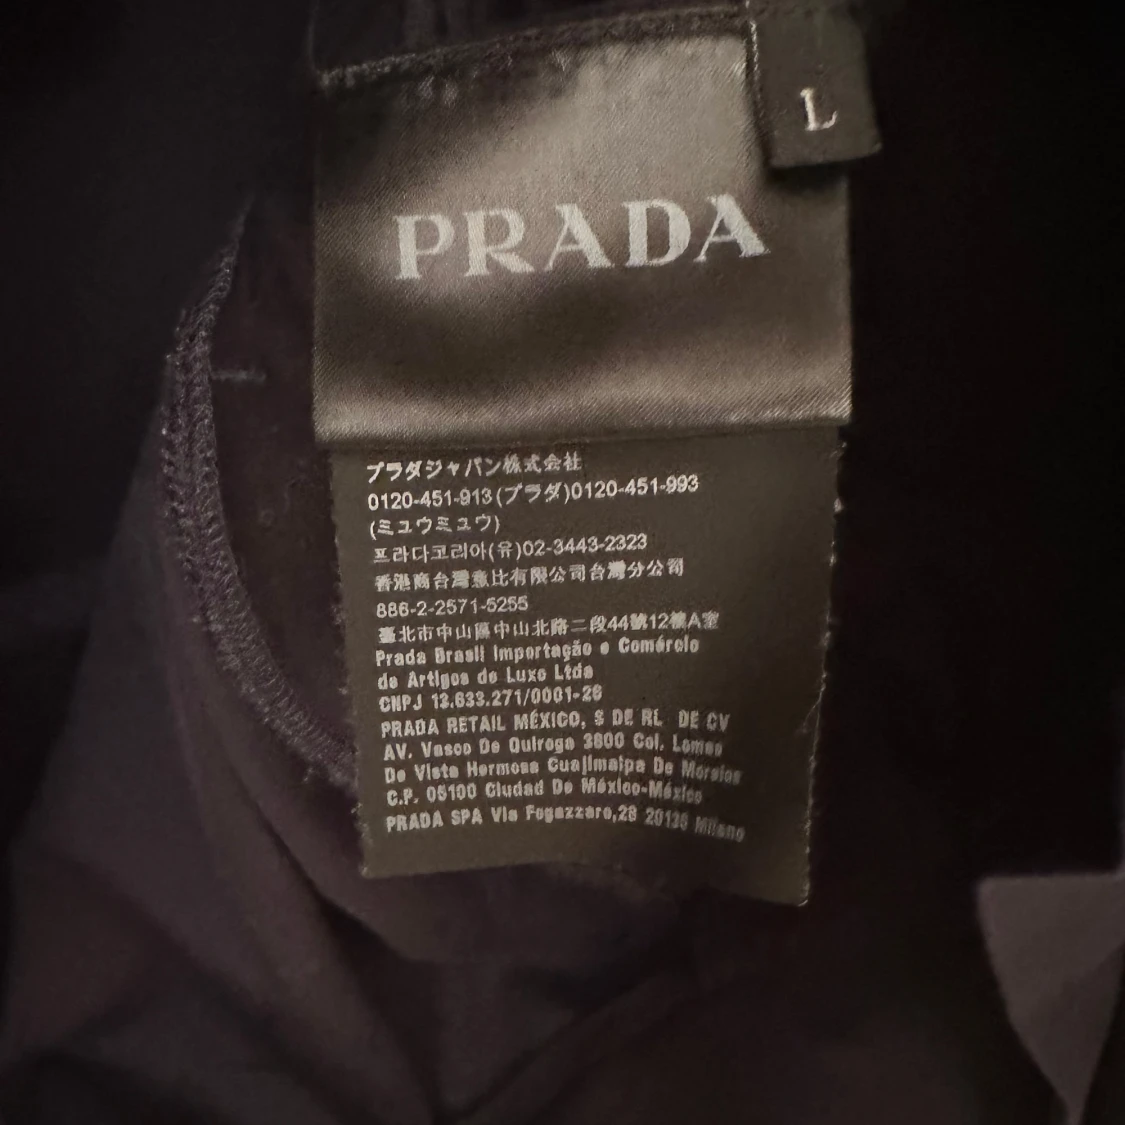 L
PRADA
プラダジャパン株式会社
0120-451-913(プラダ)0120-451-993
(ミュウミュウ)
프라다코리아(유)02-3443-2323
香港商台灣慈比有限公司台灣分公司
886-2-2571-5255
臺北市中山區中山北路二段44號12樓A室
Prada Brasil Importação e Comércio
de Artigos de Luxo Ltda
CNPJ 13.633.271/0001-26
PRADA RETAIL MÉXICO, S DE RL DE CV
AV. Vasco De Quiroga 3800 Col. Lomas
De Vista Hermosa Cuajimalpa De Morelos
C.P. 05100 Ciudad De México-México
PRADA SPA Via Fogazzaro,28 20135 Milano